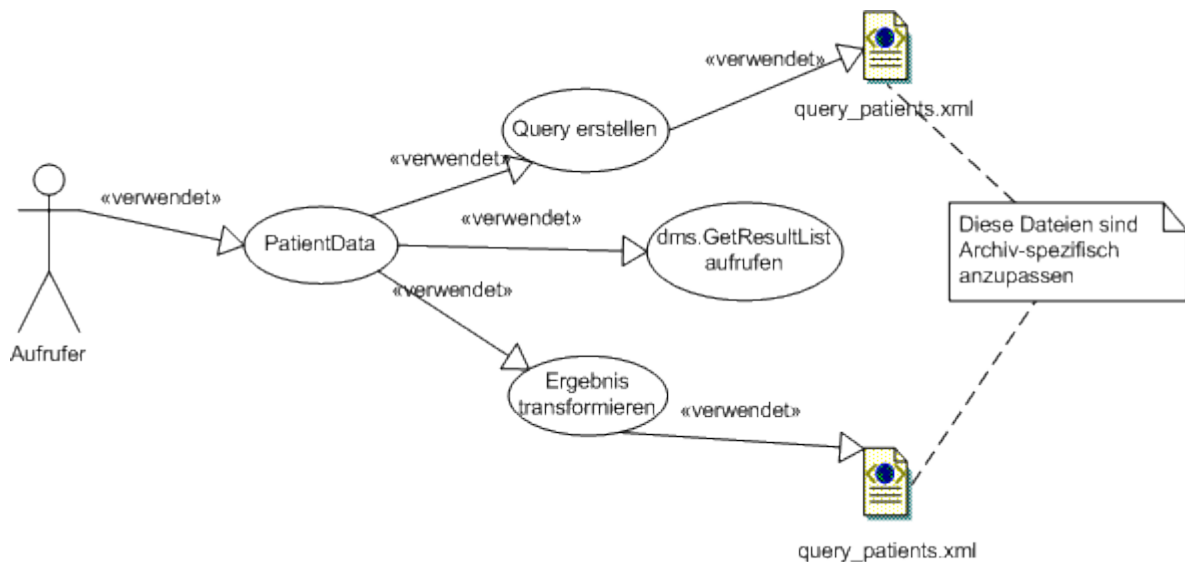 «verwendet»
query_patients.xml
Query erstellen
«verwendet»
«verwendet»
«verwendet»
PatientData
dms.GetResultList
aufrufen
Diese Dateien sind
Archiv-spezifisch
anzupassen
«verwendet»
Aufrufer
Ergebnis
transformieren
«verwendet»
query_patients.xml